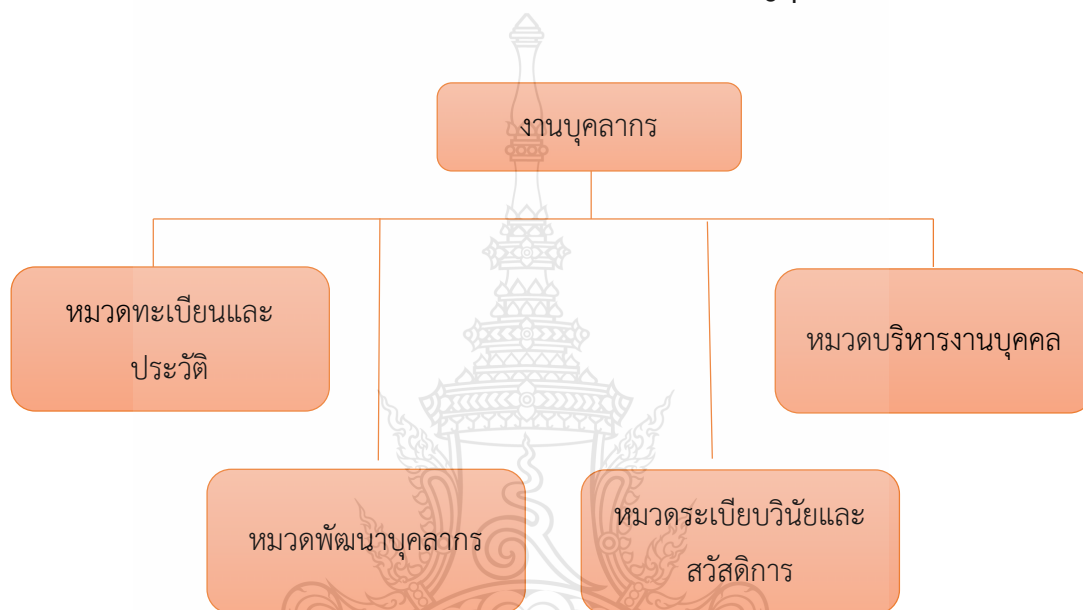 งานบุคลากร
หมวดทะเบียนและ
ประวัติ
หมวดบริหารงานบุคคล
หมวดพัฒนาบุคลากร
หมวดระเบียบวินัยและ
สวัสดิการ